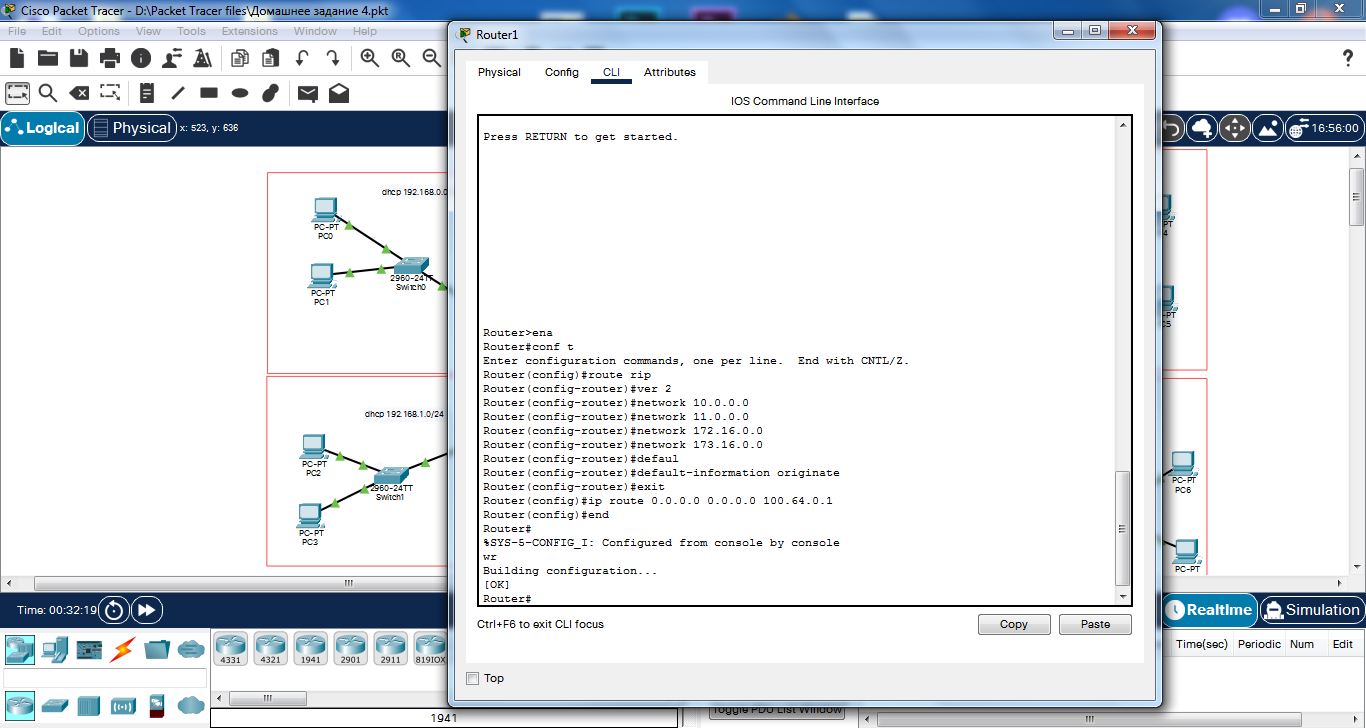 Cisco Packet Tracer - D:\Packet Tracer files\Домашнее задание 4.pkt
File Edit Options View Tools Extensions Window Help
Logical Physical x: 523, y: 636
16:56:00
dhcp 192.168.0.0
PC-PT
PC0
PC-PT
PC1
2960-24TT
Switch0
dhcp 192.168.1.0/24
PC-PT
PC2
PC-PT
PC3
2960-24TT
Switch1
Router1
Physical Config CLI Attributes
IOS Command Line Interface
Press RETURN to get started.
Router>ena
Router#conf t
Enter configuration commands, one per line.  End with CNTL/Z.
Router(config)#route rip
Router(config-router)#ver 2
Router(config-router)#network 10.0.0.0
Router(config-router)#network 11.0.0.0
Router(config-router)#network 172.16.0.0
Router(config-router)#network 173.16.0.0
Router(config-router)#defaul
Router(config-router)#default-information originate
Router(config-router)#exit
Router(config)#ip route 0.0.0.0 0.0.0.0 100.64.0.1
Router(config)#end
Router#
%SYS-5-CONFIG_I: Configured from console by console
wr
Building configuration...
[OK]
Router#
Ctrl+F6 to exit CLI focus
Copy Paste
Top
PC-PT
PC6
PC-PT
Time: 00:32:19
Realtime Simulation
4331 4321 1941 2901 2911 819IOX
1941
Toggle PDU List Window
Time(sec) Periodic Num Edit